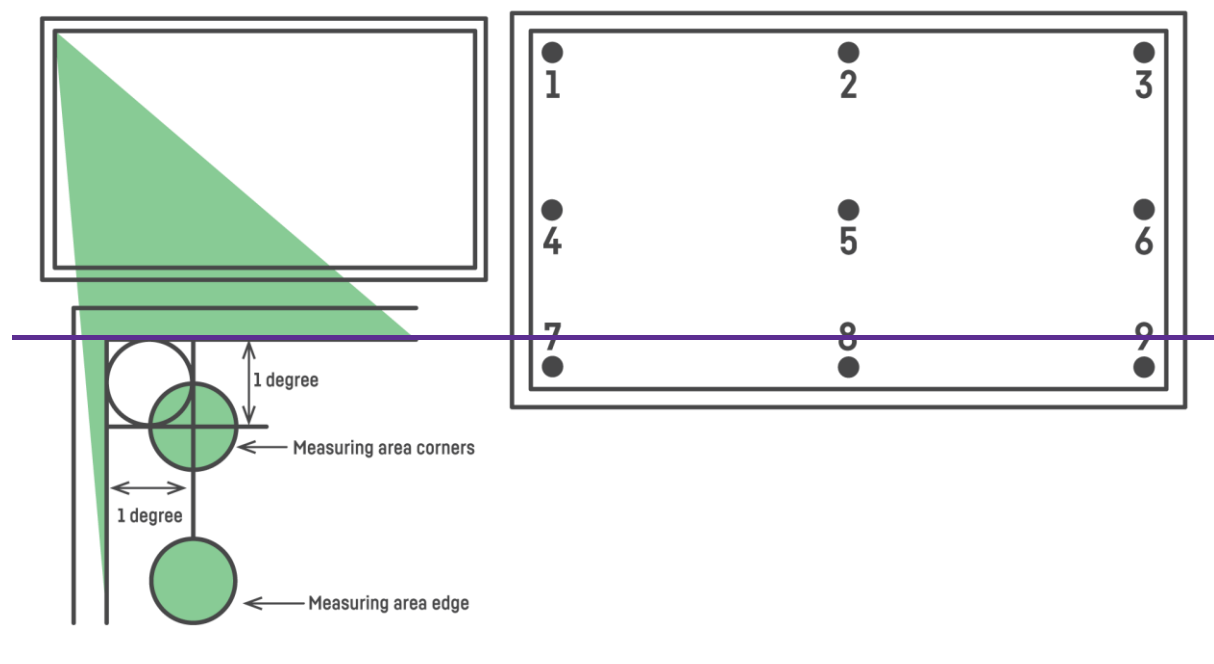 1 2 3
4 5 6
7 8 9
1 degree
Measuring area corners
1 degree
Measuring area edge